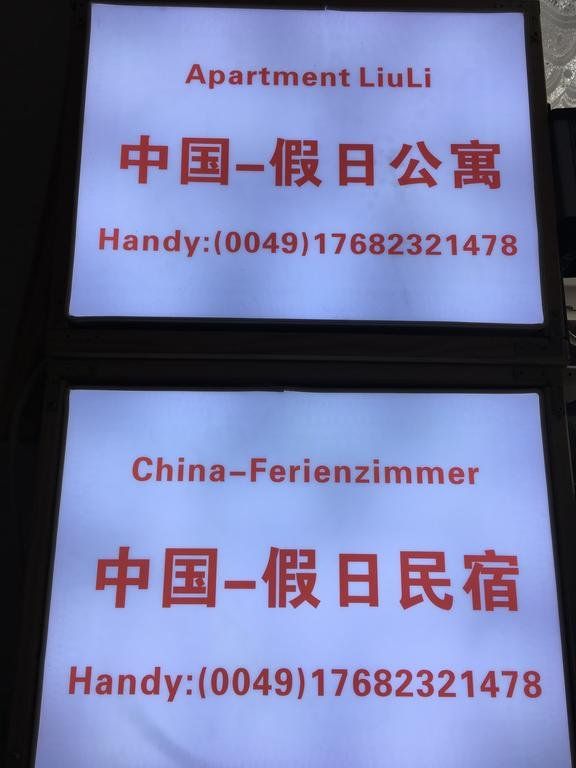 Apartment LiuLi
中国-假日公寓
Handy:(0049)17682321478
China-Ferienzimmer
中国-假日民宿
Handy:(0049)17682321478